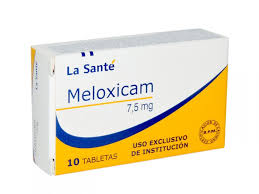 La Santé
Meloxicam
7,5 mg
USO EXCLUSIVO
DE INSTITUCIÓN
10 TABLETAS